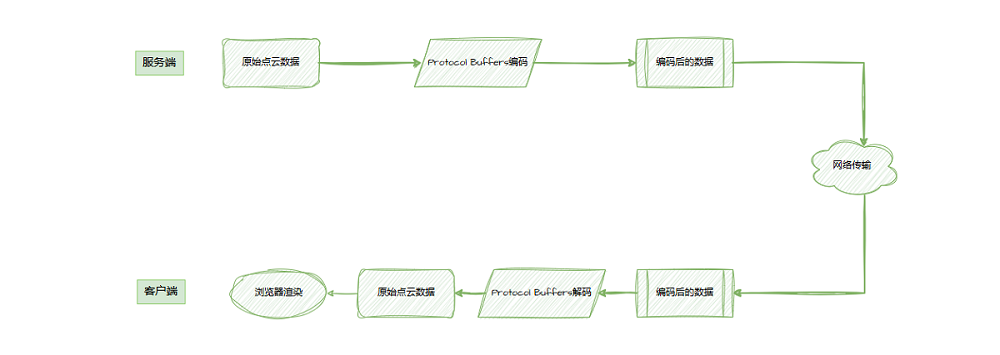 服务端
原始点云数据
Protocol Buffers编码
编码后的数据
网络传输
客户端
浏览器渲染
原始点云数据
Protocol Buffers解码
编码后的数据